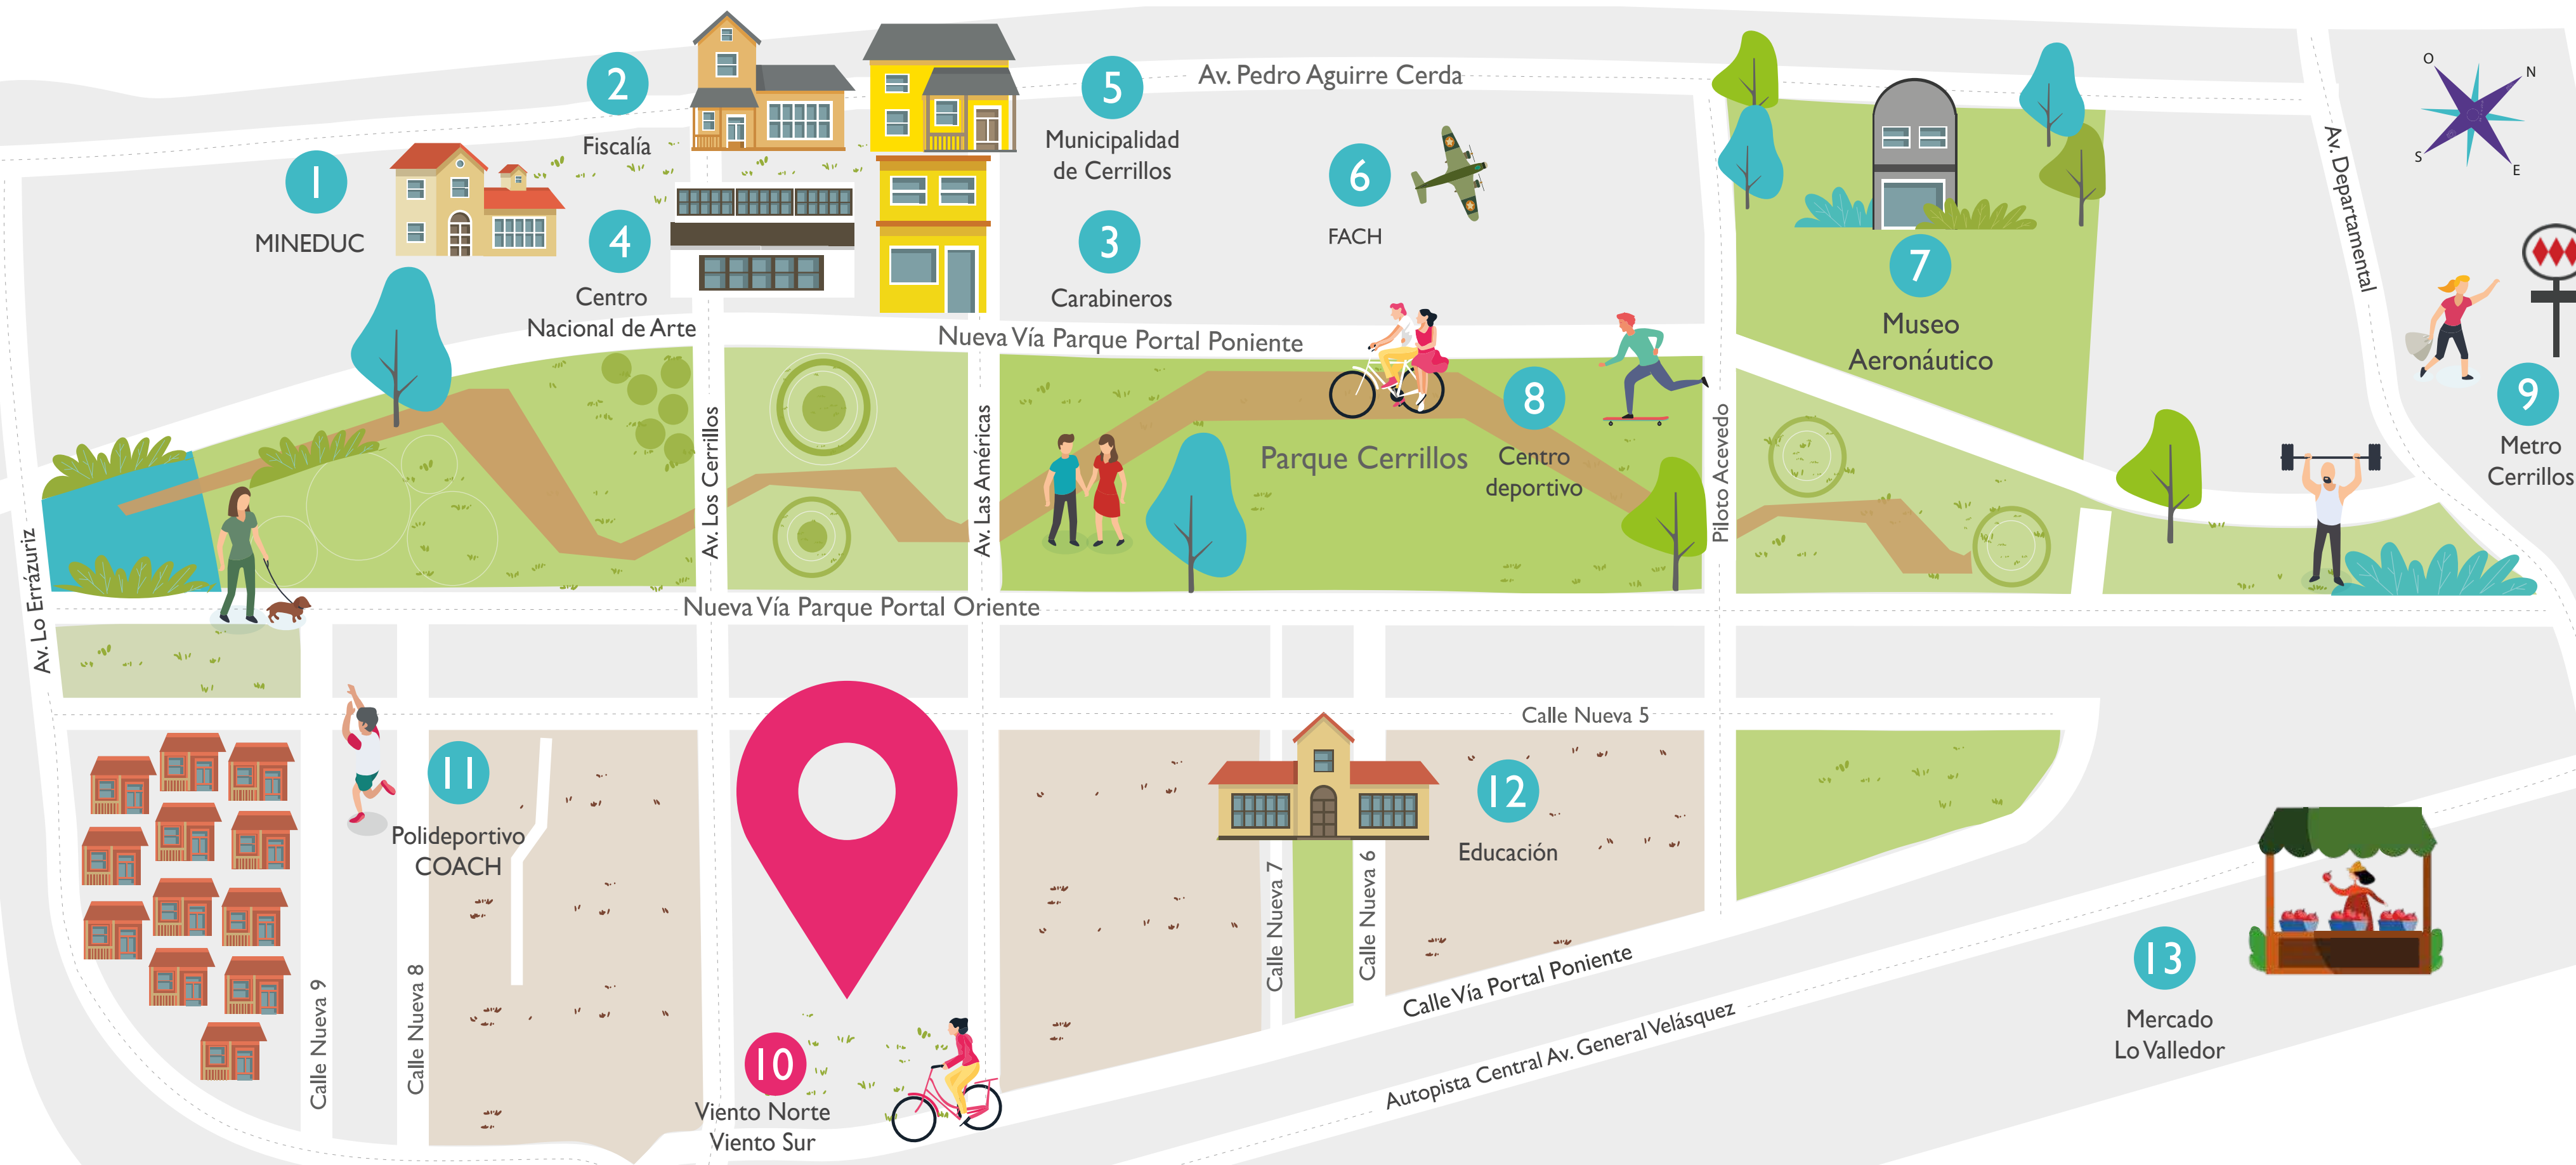 2
Fiscalía
5
Municipalidad
de Cerrillos
Av. Pedro Aguirre Cerda
O
N
S
E
1
MINEDUC
4
Centro
Nacional de Arte
3
Carabineros
6
FACH
7
Museo
Aeronáutico
Av. Departamental
9
Metro
Cerrillos
Nueva Vía Parque Portal Poniente
8
Centro
deportivo
Parque Cerrillos
Av. Lo Errázuriz
Av. Los Cerrillos
Av. Las Américas
Piloto Acevedo
Nueva Vía Parque Portal Oriente
Calle Nueva 5
11
Polideportivo
COACH
12
Educación
Calle Nueva 9
Calle Nueva 8
Calle Nueva 7
Calle Nueva 6
Calle Vía Portal Poniente
Autopista Central Av. General Velásquez
10
Viento Norte
Viento Sur
13
Mercado
Lo Valledor